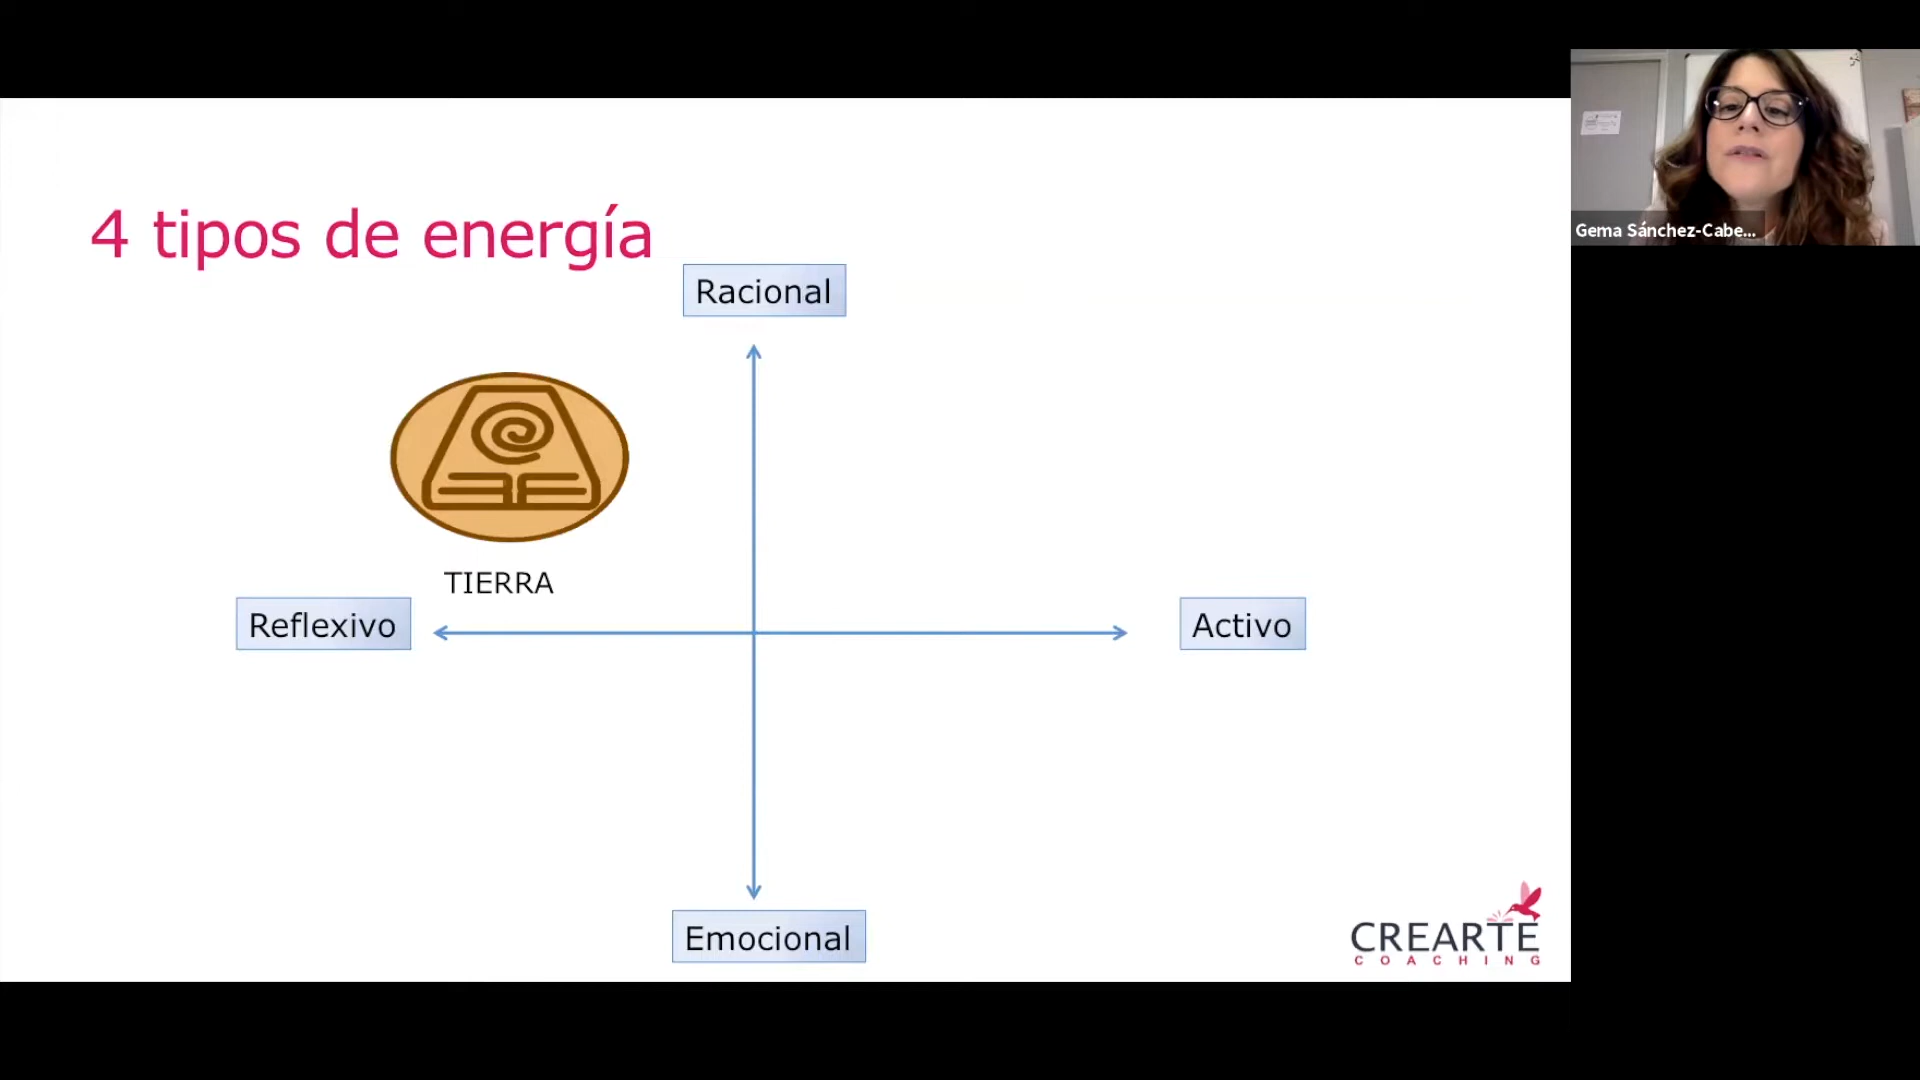 4 tipos de energía
Racional
TIERRA
Reflexivo
Activo
Emocional
CREARTE
COACHING
Gema Sánchez-Cabe...